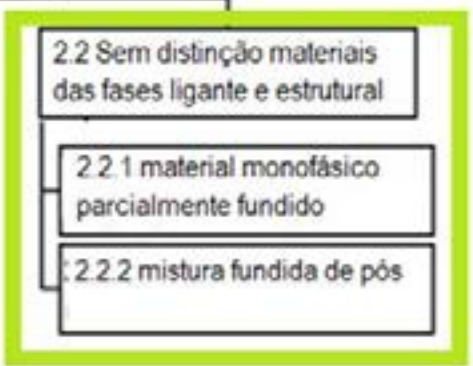 2.2 Sem distinção materiais
das fases ligante e estrutural
2.2.1 material monofásico
parcialmente fundido
2.2.2 mistura fundida de pós